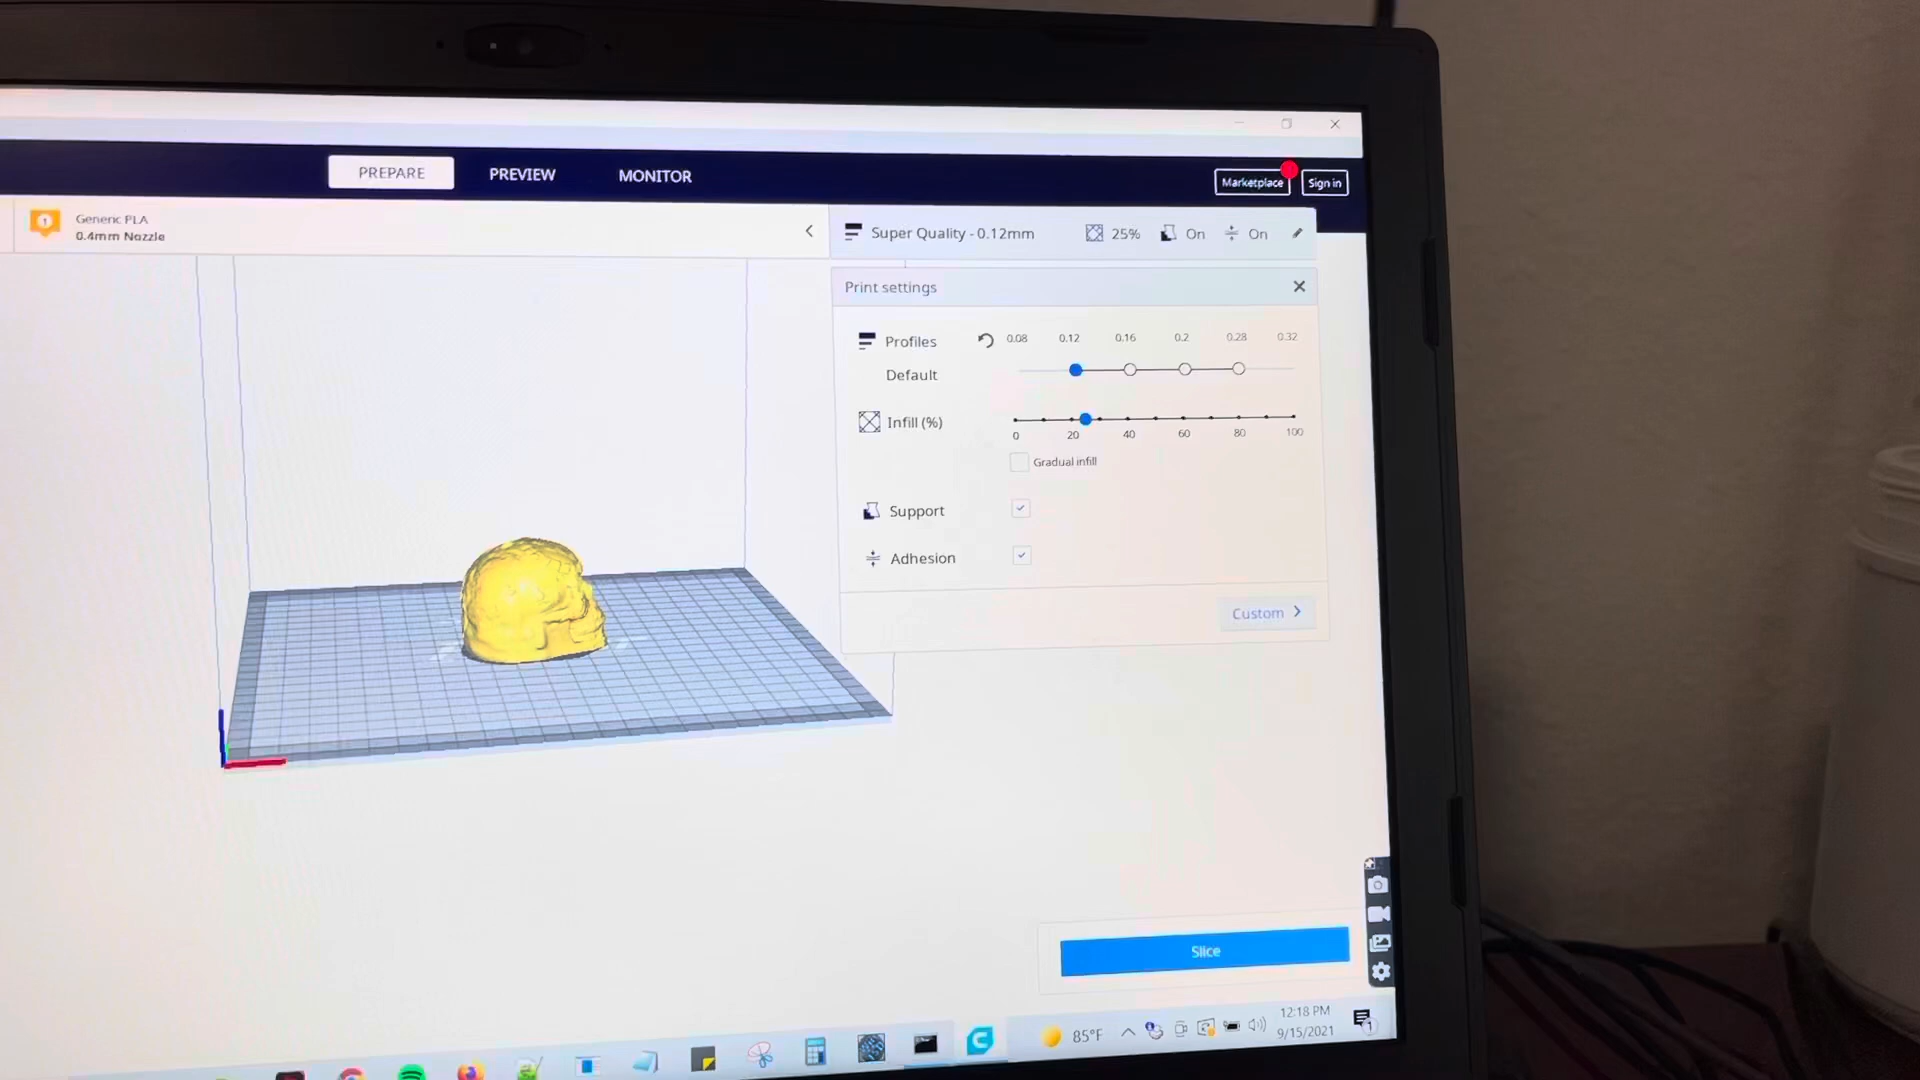 PREPARE
PREVIEW
MONITOR
Marketplace
Sign in
1
Generic PLA
0.4mm Nozzle
Super Quality - 0.12mm
25%
On
On
Print settings
Profiles
0.08 0.12 0.16 0.2 0.28 0.32
Default
Infill (%)
0 20 40 60 80 100
Gradual infill
Support
Adhesion
Custom
Slice
85°F
12:18 PM
9/15/2021
1